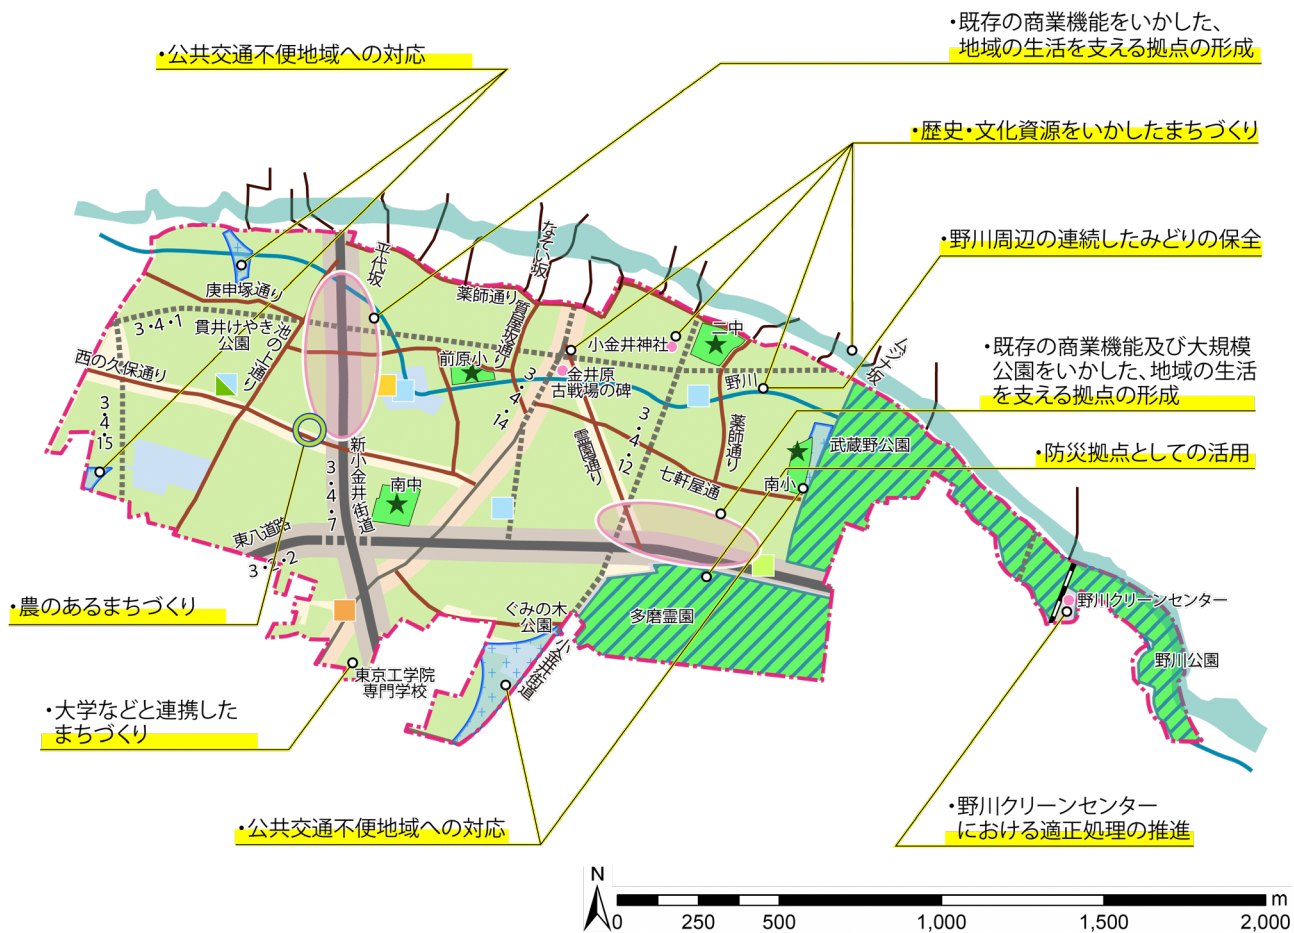 ・既存の商業機能をいかした、
地域の生活を支える拠点の形成
・公共交通不便地域への対応
・歴史・文化資源をいかしたまちづくり
・野川周辺の連続したみどりの保全
・既存の商業機能及び大規模
公園をいかした、地域の生活
を支える拠点の形成
・防災拠点としての活用
平代坂
なそい坂
ムジナ坂
庚申塚通り
薬師通り
質屋坂通り
3・4・1
貫井けやき
公園
池の上通り
小金井神社
二中
西の久保通り
前原小
金井原
古戦場の碑
野川
3・4・15
3・4・14
3・4・12
霊園通り
薬師通り
武蔵野公園
新小金井街道
3・4・7
七軒屋通
南小
南中
東八道路
3・2・2
・農のあるまちづくり
ぐみの木
公園
多磨霊園
野川クリーンセンター
小金井街道
野川公園
東京工学院
専門学校
・大学などと連携した
まちづくり
・公共交通不便地域への対応
・野川クリーンセンター
における適正処理の推進
N
m
0
250
500
1,000
1,500
2,000